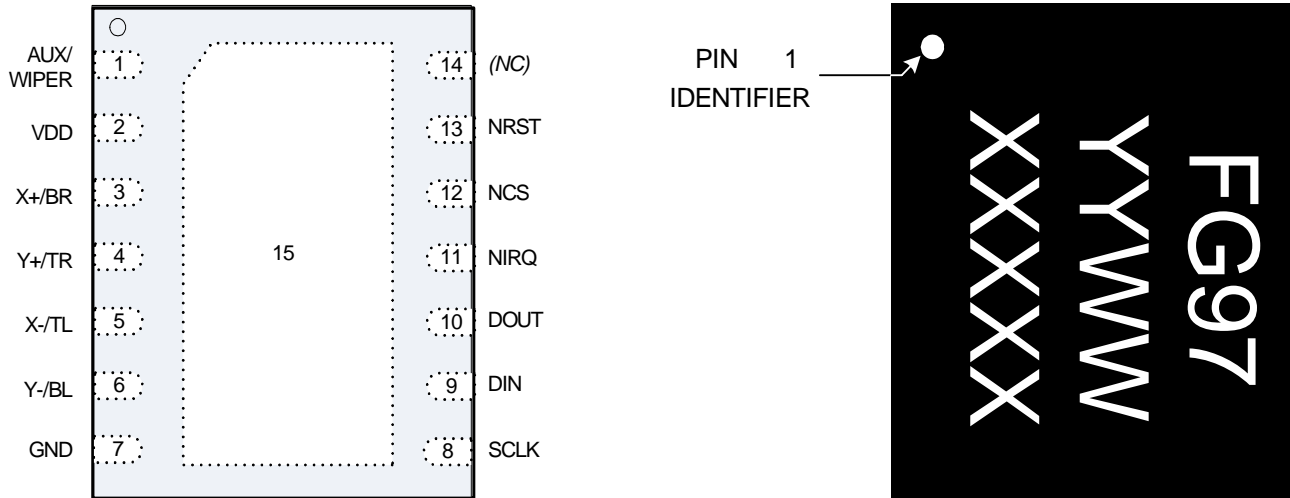 AUX/
WIPER
1
14
(NC)
VDD
2
13
NRST
X+/BR
3
12
NCS
Y+/TR
4
15
11
NIRQ
X-/TL
5
10
DOUT
Y-/BL
6
9
DIN
GND
7
8
SCLK
PIN 1
IDENTIFIER
FG97
YYWW
XXXXX